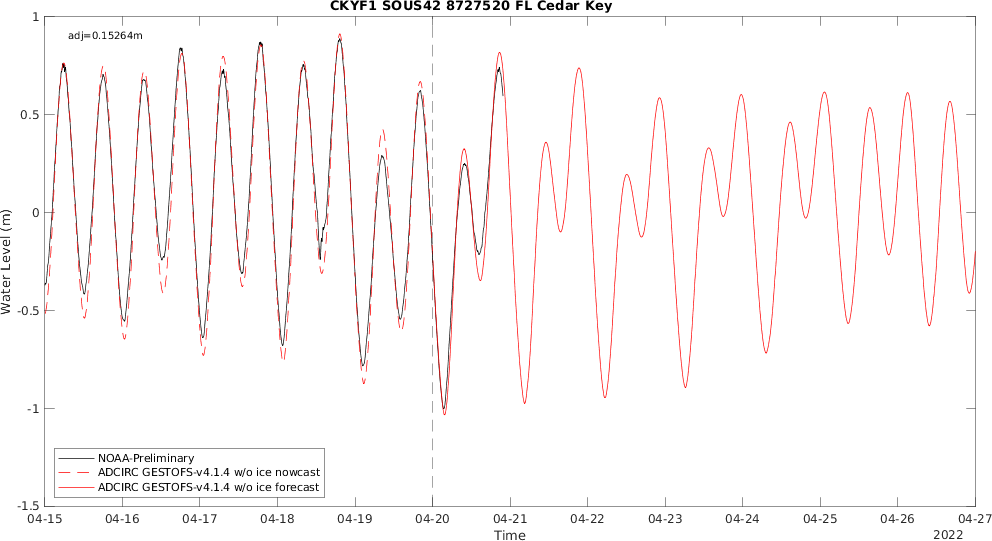 CKYF1 SOUS42 8727520 FL Cedar Key
adj=0.15264m
1
0.5
0
-0.5
-1
-1.5
Water Level (m)
NOAA-Preliminary
ADCIRC GESTOFS-v4.1.4 w/o ice nowcast
ADCIRC GESTOFS-v4.1.4 w/o ice forecast
04-15 04-16 04-17 04-18 04-19 04-20 04-21 04-22 04-23 04-24 04-25 04-26 04-27
Time
2022